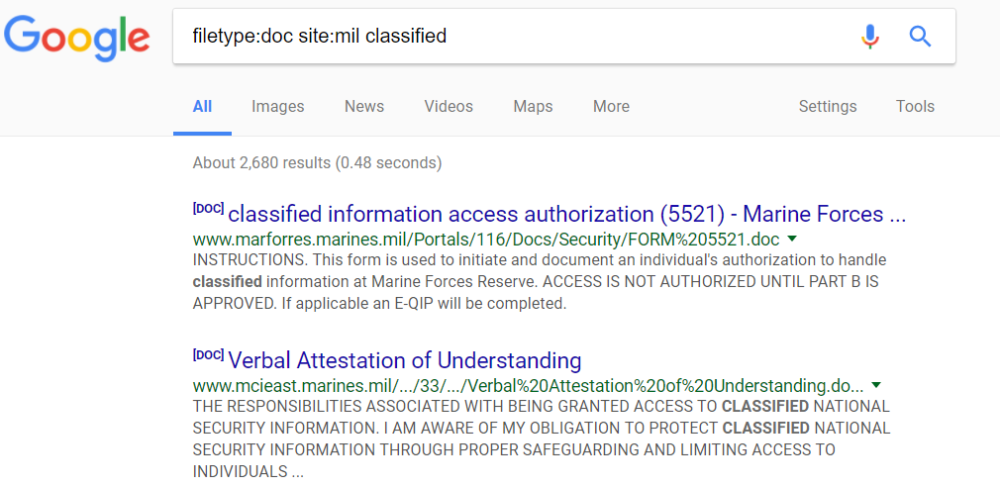 Google
filetype:doc site:mil classified
All Images News Videos Maps More Settings Tools
About 2,680 results (0.48 seconds)
[DOC] classified information access authorization (5521) - Marine Forces ...
www.marforres.marines.mil/Portals/116/Docs/Security/FORM%205521.doc
INSTRUCTIONS. This form is used to initiate and document an individual's authorization to handle
classified information at Marine Forces Reserve. ACCESS IS NOT AUTHORIZED UNTIL PART B IS
APPROVED. If applicable an E-QIP will be completed.
[DOC] Verbal Attestation of Understanding
www.mcieast.marines.mil/.../33/.../Verbal%20Attestation%20of%20Understanding.do...
THE RESPONSIBILITIES ASSOCIATED WITH BEING GRANTED ACCESS TO CLASSIFIED NATIONAL
SECURITY INFORMATION. I AM AWARE OF MY OBLIGATION TO PROTECT CLASSIFIED NATIONAL
SECURITY INFORMATION THROUGH PROPER SAFEGUARDING AND LIMITING ACCESS TO
INDIVIDUALS ...